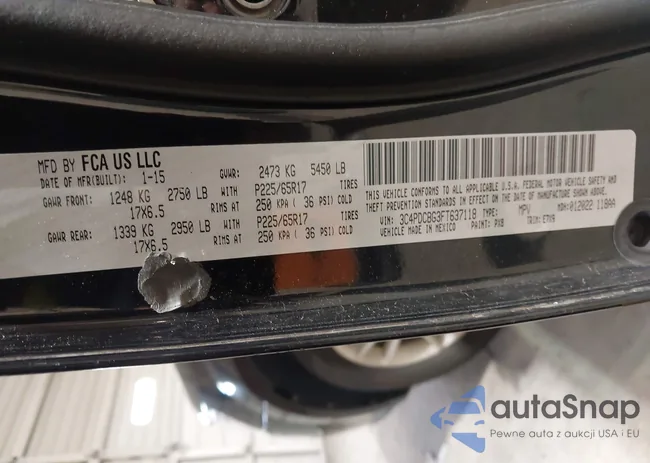 MFD BY FCA US LLC
DATE OF MFR(BUILT): 1-15 GVWR: 2473 KG 5450 LB
GAWR FRONT: 1248 KG 2750 LB WITH P225/65R17 TIRES
17X6.5 RIMS AT 250 KPA ( 36 PSI) COLD
GAWR REAR: 1339 KG 2950 LB WITH P225/65R17 TIRES
17X6.5 RIMS AT 250 KPA ( 36 PSI) COLD
THIS VEHICLE CONFORMS TO ALL APPLICABLE U.S.A. FEDERAL MOTOR VEHICLE SAFETY AND
THEFT PREVENTION STANDARDS IN EFFECT ON THE DATE OF MANUFACTURE SHOWN ABOVE
VIN: 3C4PDCBG3FT637118 TYPE: MPV MDH: 012022 118AA
VEHICLE MADE IN MEXICO PAINT: PX8 TRIM:
autaSnap
Pewne auta z aukcji USA i EU